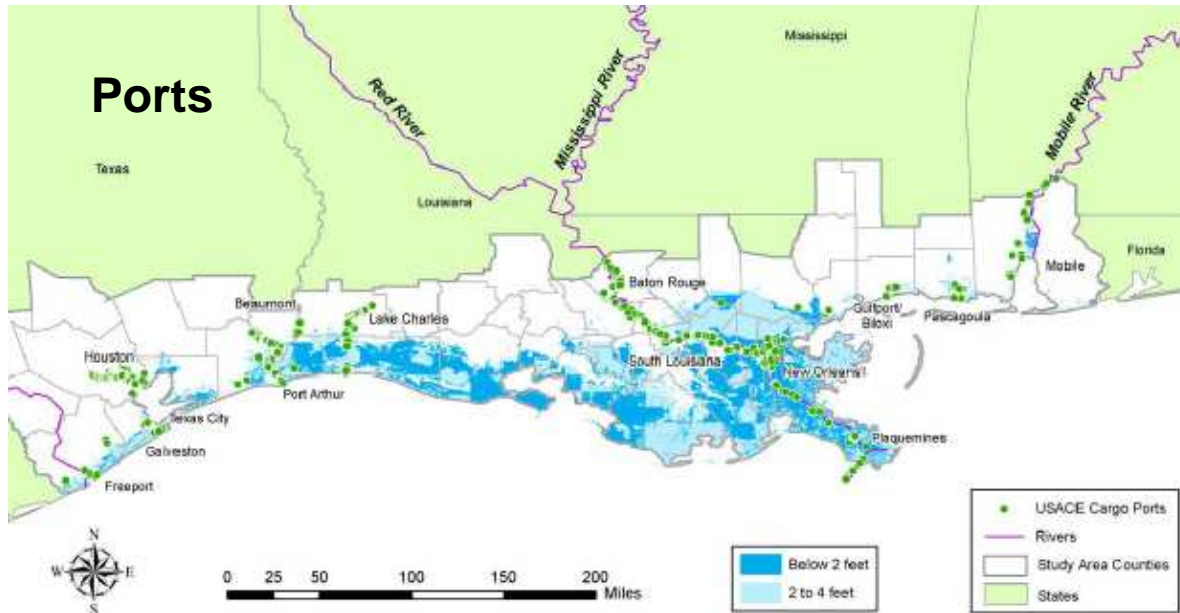 Ports
Red River
Mississippi River
Mississippi
Mobile River
Texas
Louisiana
Florida
Mobile
Baton Rouge
Beaumont
Lake Charles
Gulfport/
Biloxi
Pascagoula
Houston
South Louisiana
New Orleans
Port Arthur
Texas City
Galveston
Plaquemines
Freeport
N
W
E
S
0 25 50 100 150 200
Miles
Below 2 feet
2 to 4 feet
USACE Cargo Ports
Rivers
Study Area Counties
States